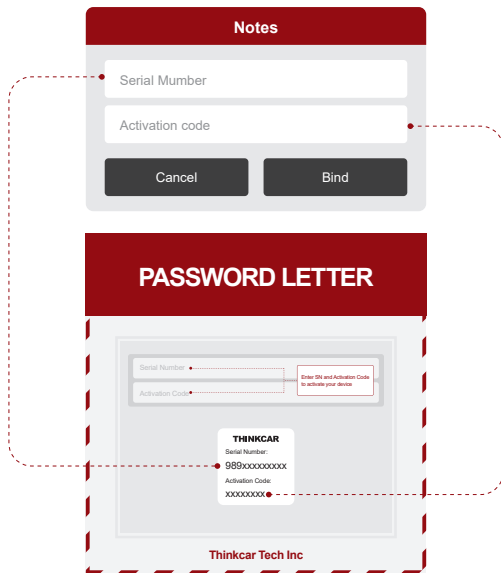 Notes
Serial Mumber
Activation code
Cancel
Bind
PASSWORD LETTER
Serial Number
Activation Code
Enter SN and Activation Code
to activate your device
THINKCAR
Serial Number:
989xxxxxxxxx
Activation Code:
xxxxxxxx
Thinkcar Tech Inc